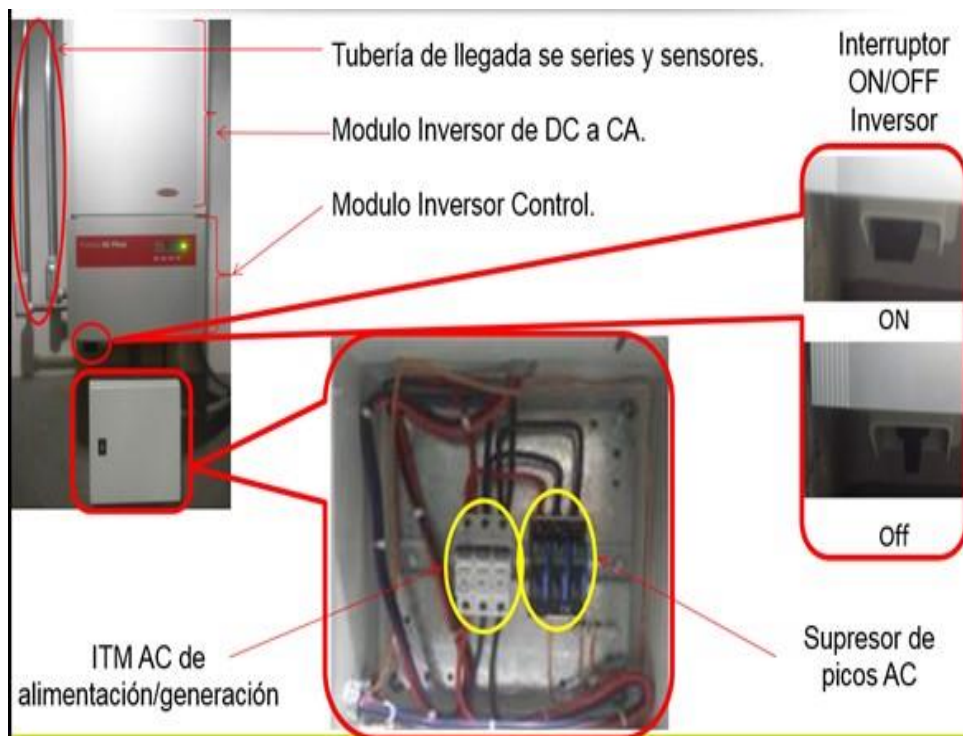 Tubería de llegada se series y sensores.
Modulo Inversor de DC a CA.
Modulo Inversor Control.
Interruptor
ON/OFF
Inversor
ON
Off
ITM AC de
alimentación/generación
Supresor de
picos AC